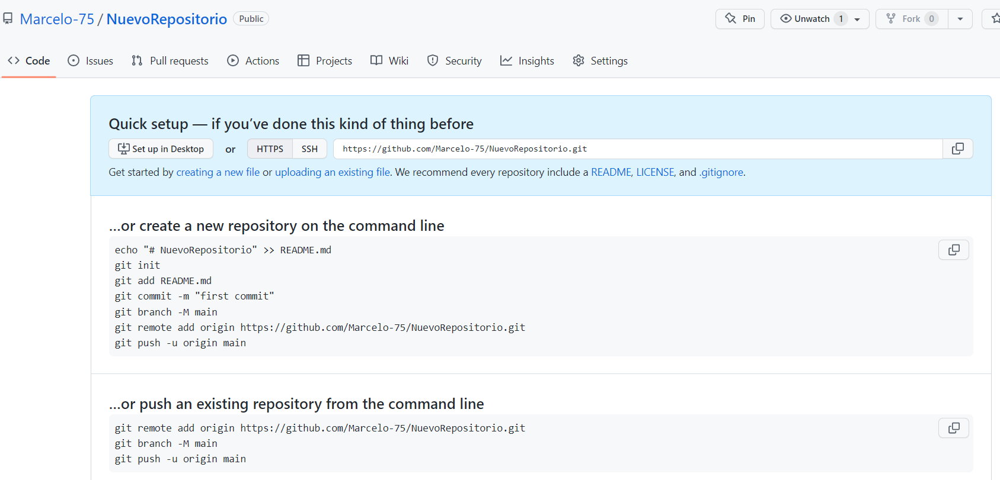 Marcelo-75 / NuevoRepositorio Public Pin Unwatch 1 Fork 0
Code Issues Pull requests Actions Projects Wiki Security Insights Settings
Quick setup — if you’ve done this kind of thing before
Set up in Desktop or HTTPS SSH https://github.com/Marcelo-75/NuevoRepositorio.git
Get started by creating a new file or uploading an existing file. We recommend every repository include a README, LICENSE, and .gitignore.
…or create a new repository on the command line
echo "# NuevoRepositorio" >> README.md
git init
git add README.md
git commit -m "first commit"
git branch -M main
git remote add origin https://github.com/Marcelo-75/NuevoRepositorio.git
git push -u origin main
…or push an existing repository from the command line
git remote add origin https://github.com/Marcelo-75/NuevoRepositorio.git
git branch -M main
git push -u origin main